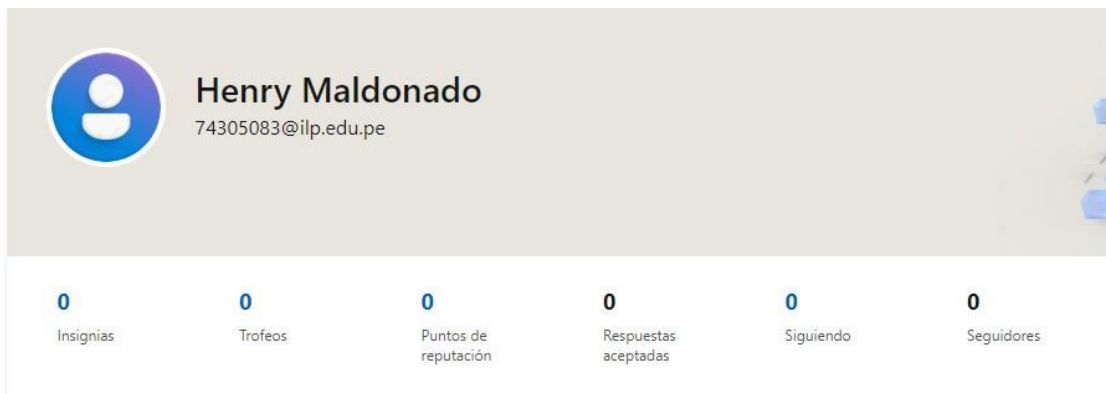 Henry Maldonado
74305083@ilp.edu.pe
0
Insignias
0
Trofeos
0
Puntos de
reputación
0
Respuestas
aceptadas
0
Siguiendo
0
Seguidores